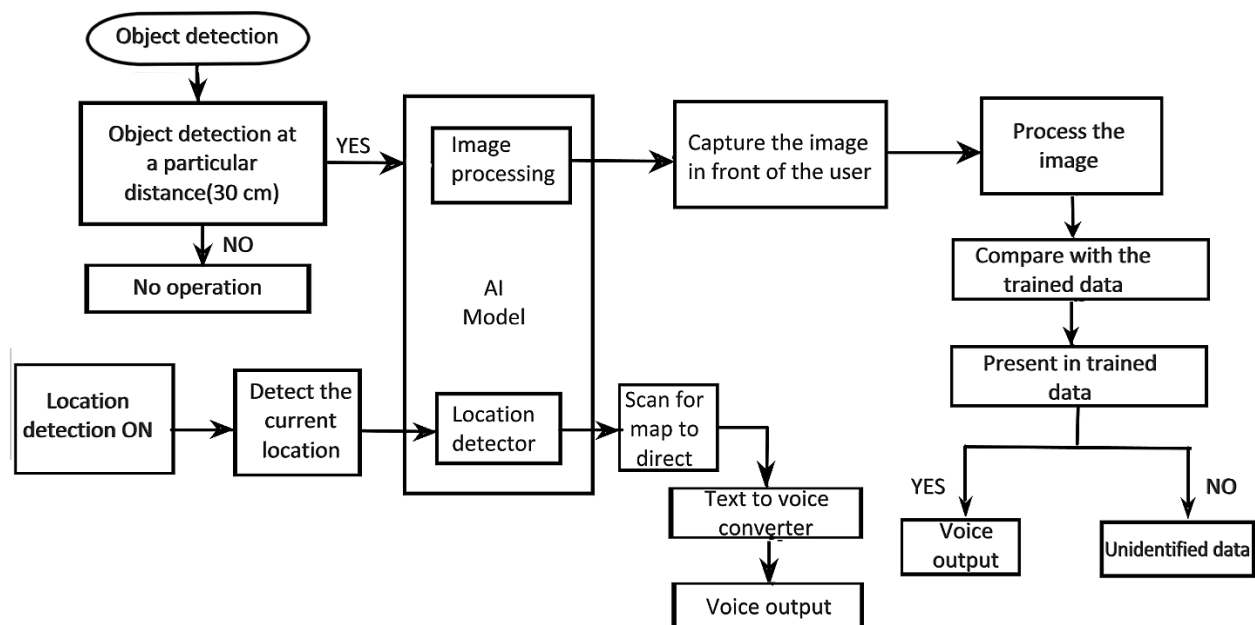 Object detection
Object detection at
a particular
distance(30 cm)
YES
NO
No operation
Image
processing
AI
Model
Capture the image
in front of the user
Process the
image
Compare with the
trained data
Present in trained
data
YES
NO
Voice
output
Unidentified data
Location
detection ON
Detect the
current
location
Location
detector
Scan for
map to
direct
Text to voice
converter
Voice output